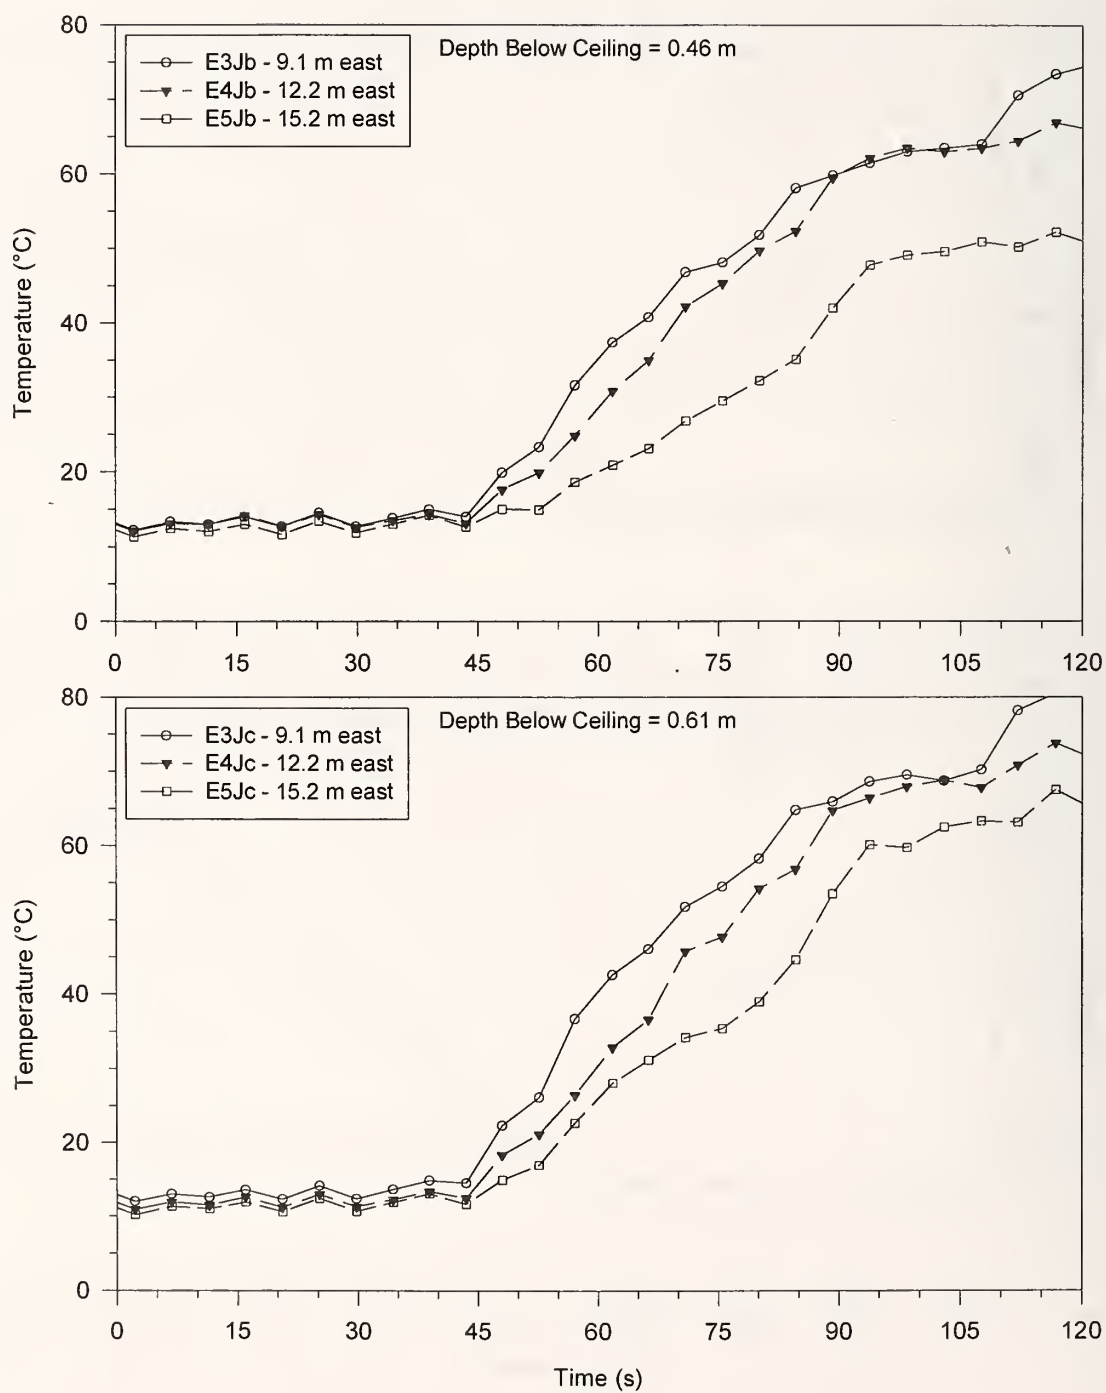 80
60
40
20
0
Temperature (°C)
E3Jb - 9.1 m east
E4Jb - 12.2 m east
E5Jb - 15.2 m east
Depth Below Ceiling = 0.46 m
0 15 30 45 60 75 90 105 120
80
60
40
20
0
Temperature (°C)
E3Jc - 9.1 m east
E4Jc - 12.2 m east
E5Jc - 15.2 m east
Depth Below Ceiling = 0.61 m
0 15 30 45 60 75 90 105 120
Time (s)